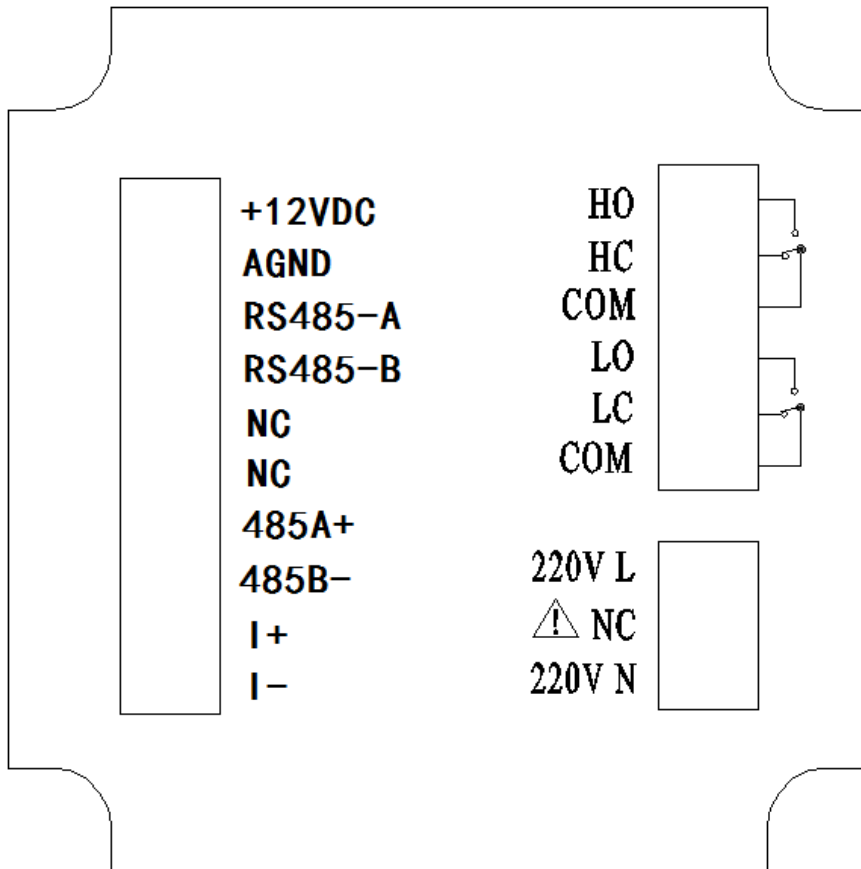 +12VDC
AGND
RS485-A
RS485-B
NC
NC
485A+
485B-
I+
I-
HO
HC
COM
LO
LC
COM
220V L
⚠ NC
220V N